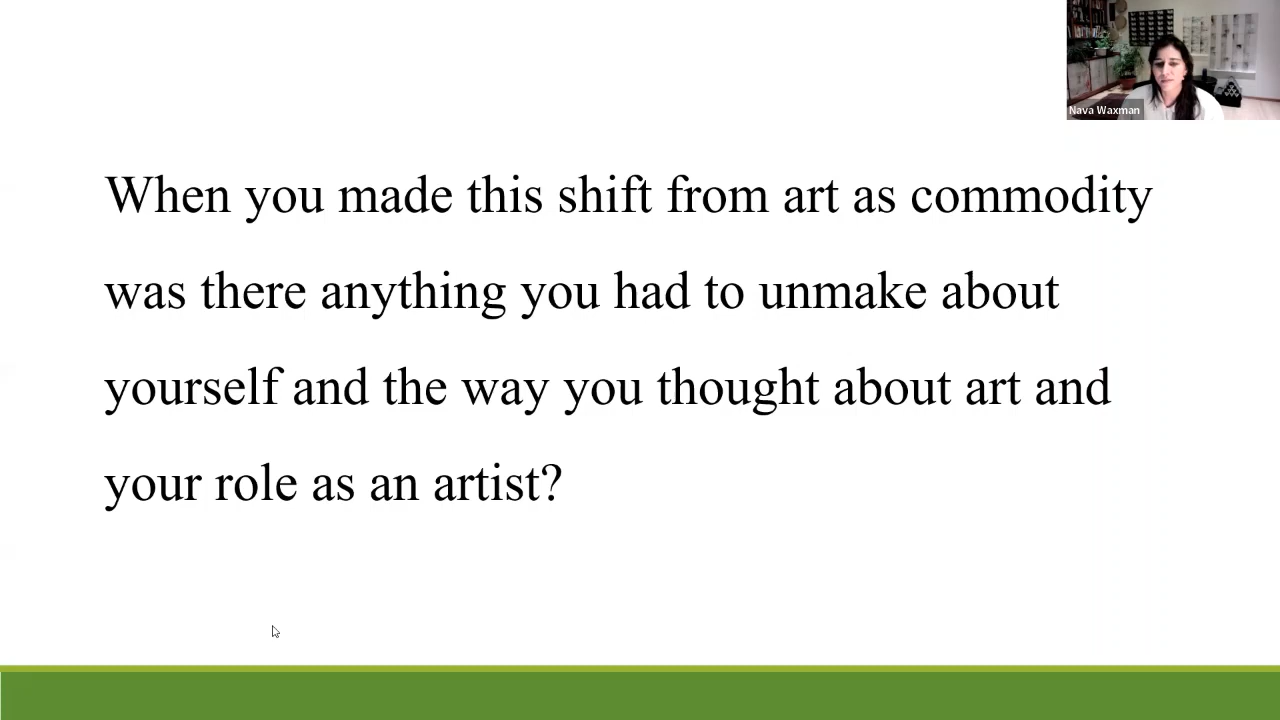 Nava Waxman
When you made this shift from art as commodity
was there anything you had to unmake about
yourself and the way you thought about art and
your role as an artist?